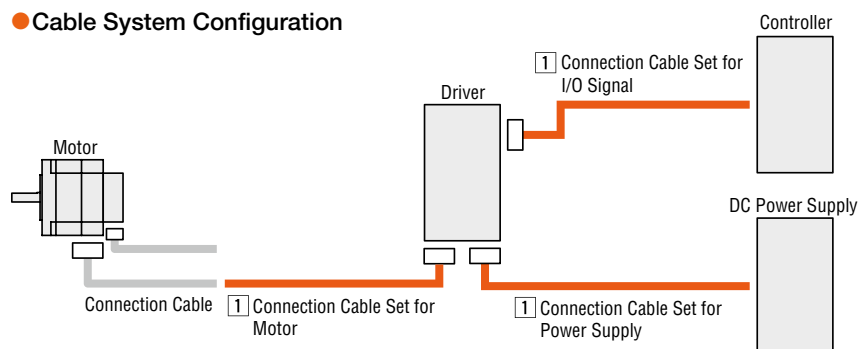 ●Cable System Configuration
Controller
1 Connection Cable Set for
I/O Signal
Driver
Motor
DC Power Supply
Connection Cable
1 Connection Cable Set for
Motor
1 Connection Cable Set for
Power Supply